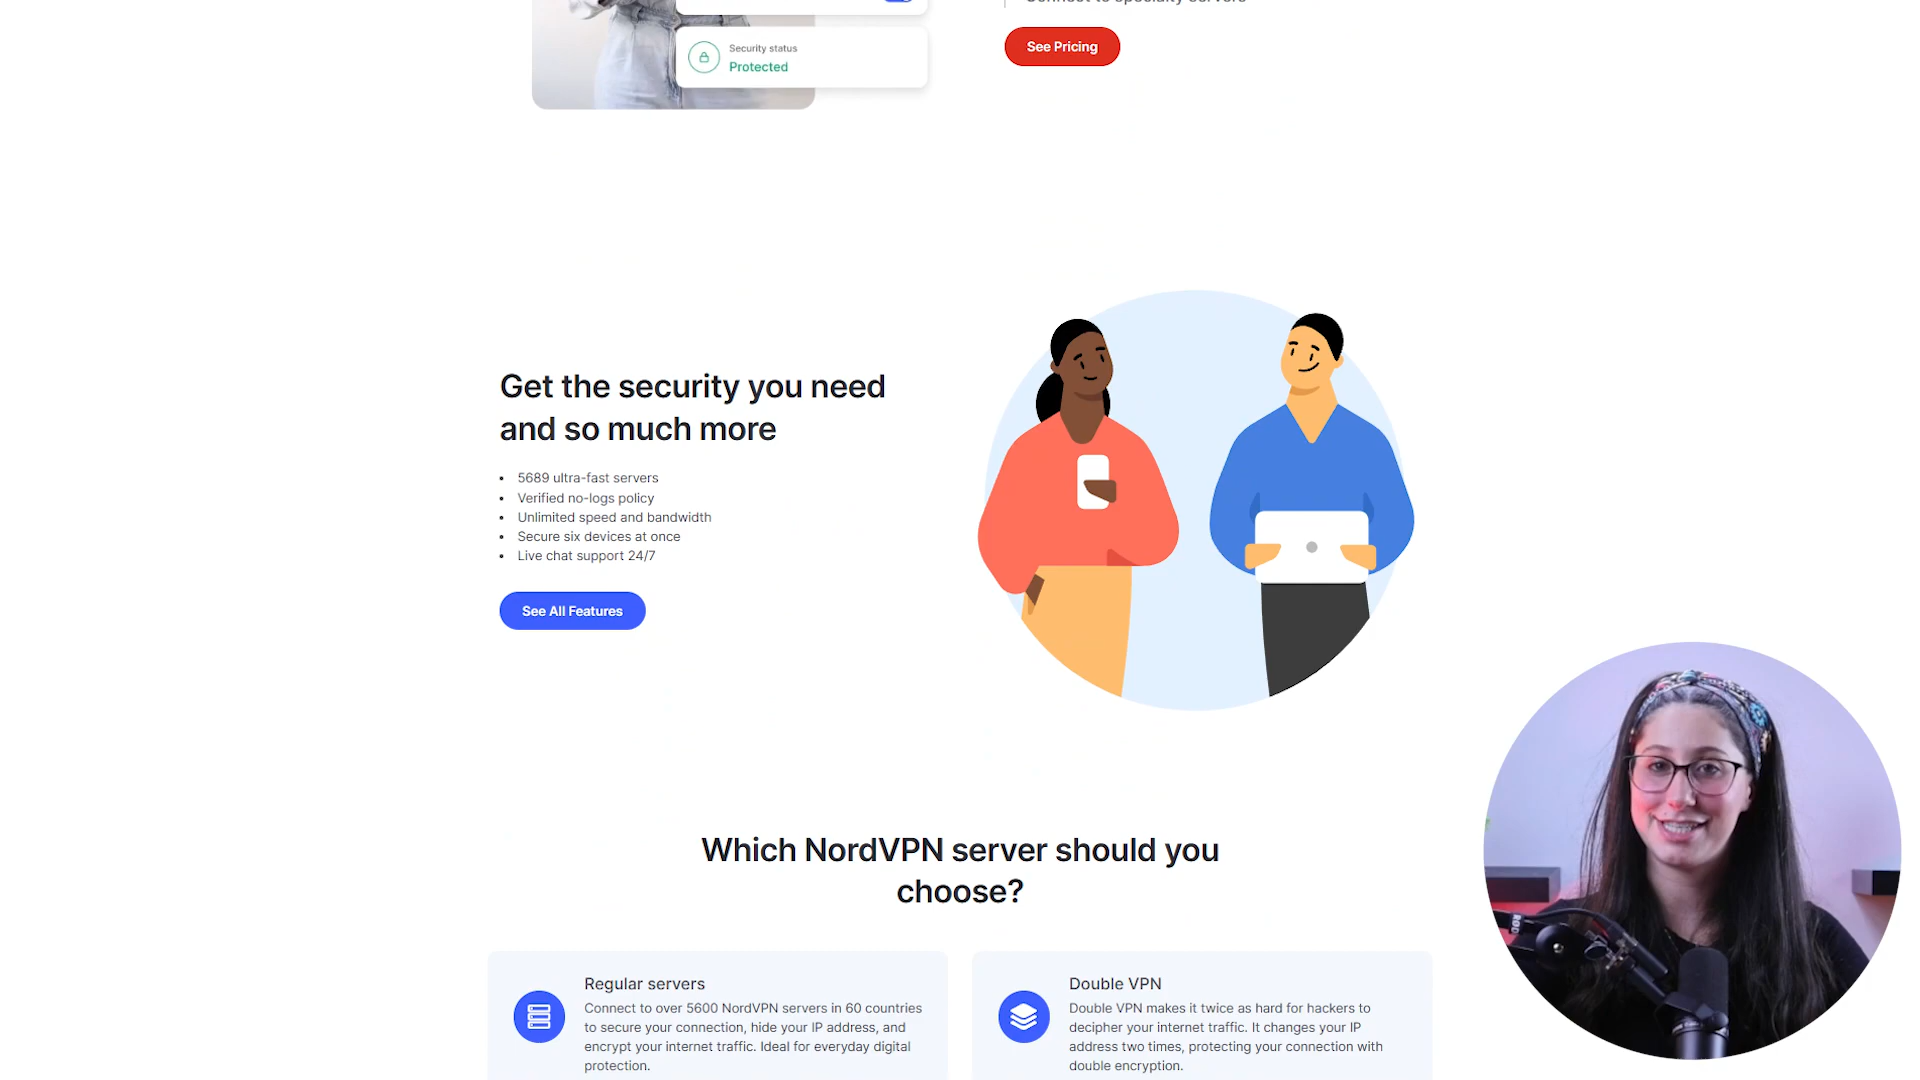 Connect to specialty servers
See Pricing
Security status
Protected
Get the security you need
and so much more
5689 ultra-fast servers
Verified no-logs policy
Unlimited speed and bandwidth
Secure six devices at once
Live chat support 24/7
See All Features
Which NordVPN server should you
choose?
Regular servers
Connect to over 5600 NordVPN servers in 60 countries
to secure your connection, hide your IP address, and
encrypt your internet traffic. Ideal for everyday digital
protection.
Double VPN
Double VPN makes it twice as hard for hackers to
decipher your internet traffic. It changes your IP
address two times, protecting your connection with
double encryption.